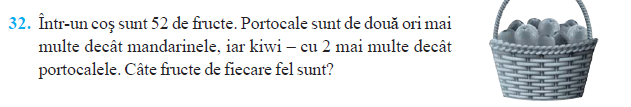 32. Într-un coş sunt 52 de fructe. Portocale sunt de două ori mai
multe decât mandarinele, iar kiwi – cu 2 mai multe decât
portocalele. Câte fructe de fiecare fel sunt?